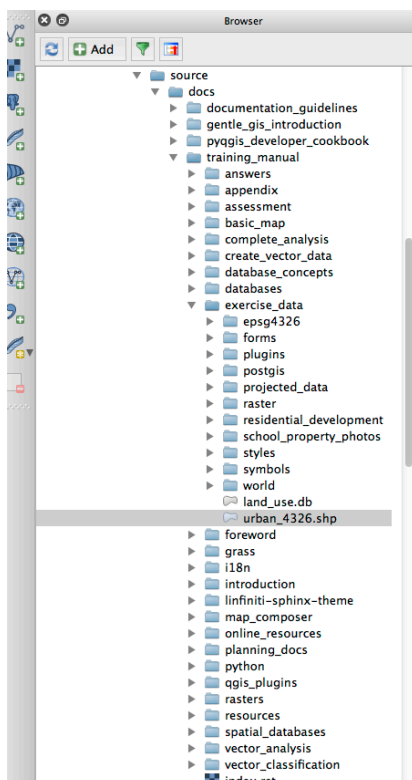 Browser
Add
source
docs
documentation_guidelines
gentle_gis_introduction
pyqgis_developer_cookbook
training_manual
answers
appendix
assessment
basic_map
complete_analysis
create_vector_data
database_concepts
databases
exercise_data
epsg4326
forms
plugins
postgis
projected_data
raster
residential_development
school_property_photos
styles
symbols
world
land_use.db
urban_4326.shp
foreword
grass
i18n
introduction
linfiniti-sphinx-theme
map_composer
online_resources
planning_docs
python
qgis_plugins
rasters
resources
spatial_databases
vector_analysis
vector_classification